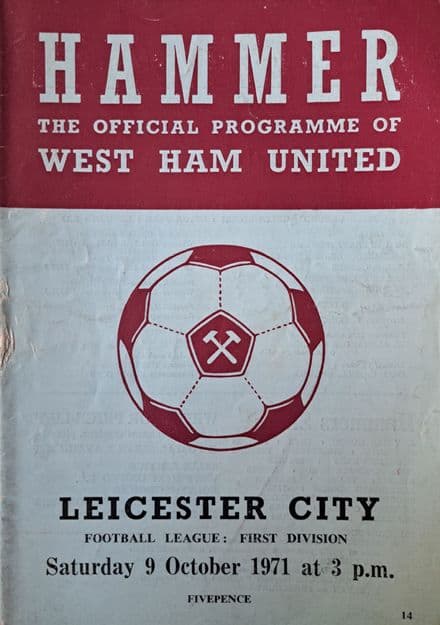 HAMMER
THE OFFICIAL PROGRAMME OF
WEST HAM UNITED
LEICESTER CITY
FOOTBALL LEAGUE: FIRST DIVISION
Saturday 9 October 1971 at 3 p.m.
FIVEPENCE
14